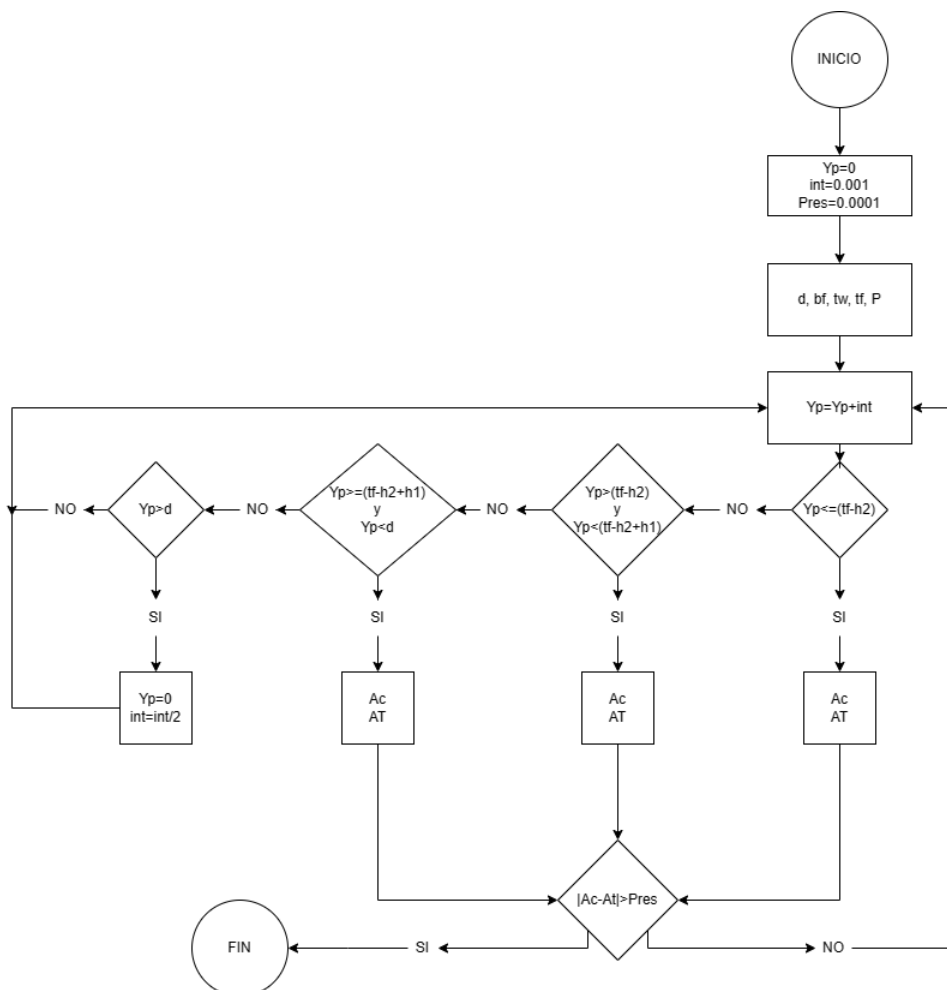 INICIO
Yp=0
int=0.001
Pres=0.0001
d, bf, tw, tf, P
Yp=Yp+int
Yp<=(tf-h2)
NO
Yp>(tf-h2)
y
Yp<(tf-h2+h1)
NO
Yp>=(tf-h2+h1)
y
Yp<d
NO
Yp>d
NO
SI
SI
SI
SI
Yp=0
int=int/2
Ac
AT
Ac
AT
Ac
AT
|Ac-At|>Pres
FIN
SI
NO